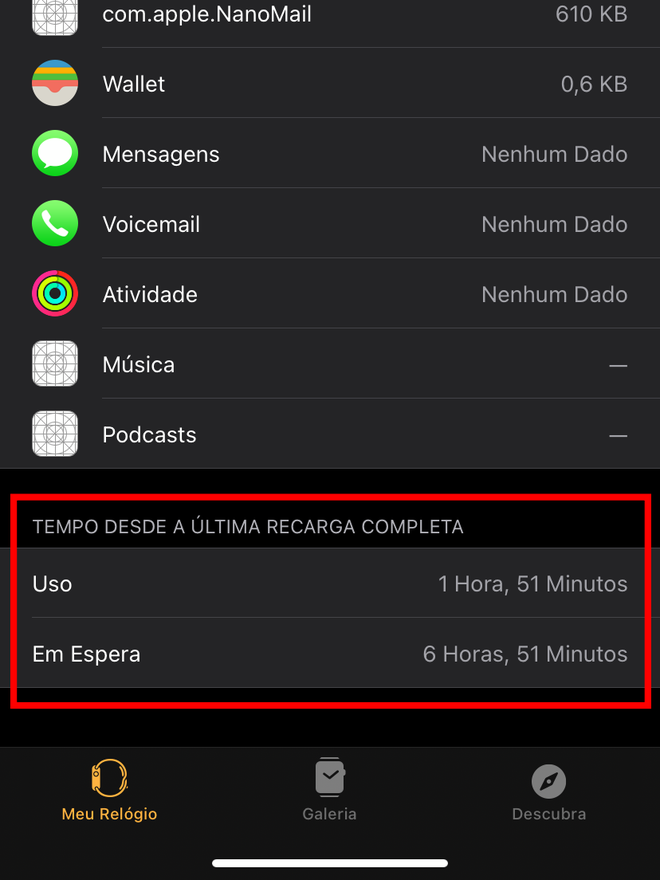 com.apple.NanoMail 610 KB
Wallet 0,6 KB
Mensagens Nenhum Dado
Voicemail Nenhum Dado
Atividade Nenhum Dado
Música —
Podcasts —
TEMPO DESDE A ÚLTIMA RECARGA COMPLETA
Uso 1 Hora, 51 Minutos
Em Espera 6 Horas, 51 Minutos
Meu Relógio Galeria Descubra